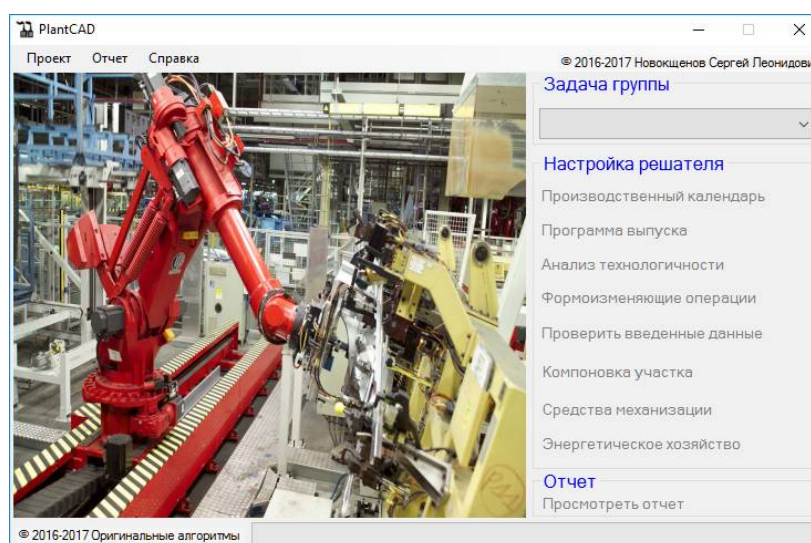 PlantCAD
Проект Отчет Справка
© 2016-2017 Новокщенов Сергей Леонидови
Задача группы
Настройка решателя
Производственный календарь
Программа выпуска
Анализ технологичности
Формоизменяющие операции
Проверить введенные данные
Компоновка участка
Средства механизации
Энергетическое хозяйство
Отчет
Просмотреть отчет
© 2016-2017 Оригинальные алгоритмы